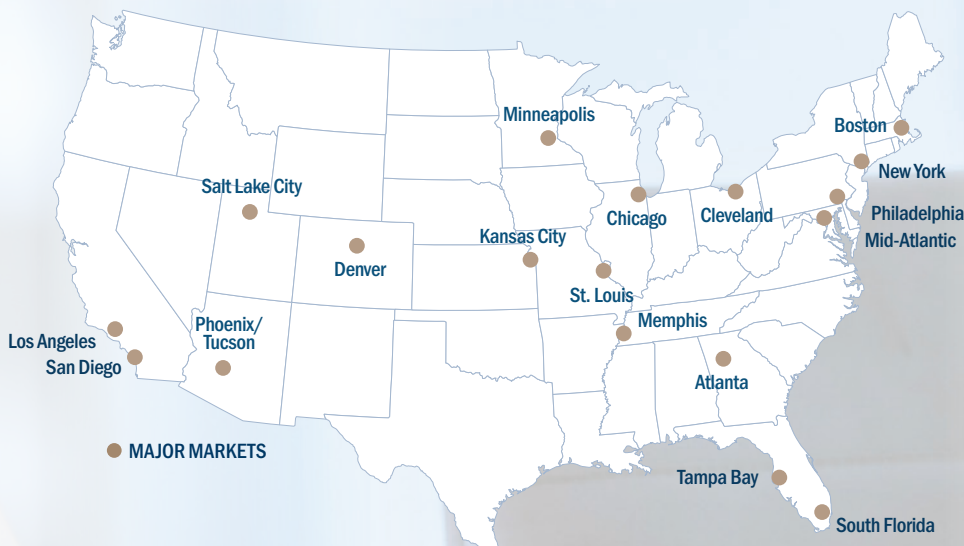 Minneapolis
Boston
New York
Salt Lake City
Philadelphia
Chicago
Cleveland
Mid-Atlantic
Kansas City
Denver
St. Louis
Memphis
Phoenix/
Tucson
Los Angeles
San Diego
Atlanta
MAJOR MARKETS
Tampa Bay
South Florida